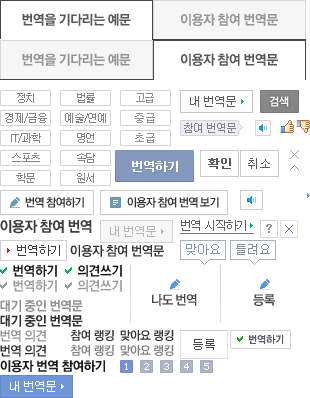 번역을 기다리는 예문 이용자 참여 번역문
번역을 기다리는 예문 이용자 참여 번역문
정치 법률 고급 내 번역문 검색
경제/금융 예술/연예 중급
참여 번역문
IT/과학 명언 초급
스포츠 속담 번역하기 확인 취소
학문 원서
번역 참여하기 이용자 참여 번역 보기
이용자 참여 번역 내 번역문 번역 시작하기 ?
번역하기 이용자 참여 번역문 맞아요 틀려요
번역하기 의견쓰기
번역하기 의견쓰기
나도 번역 등록
대기 중인 번역문
대기 중인 번역문
번역 의견 참여 랭킹 맞아요 랭킹
번역 의견 참여 랭킹 맞아요 랭킹
등록 번역하기
이용자 번역 참여하기 1 2 3 4 5
내 번역문